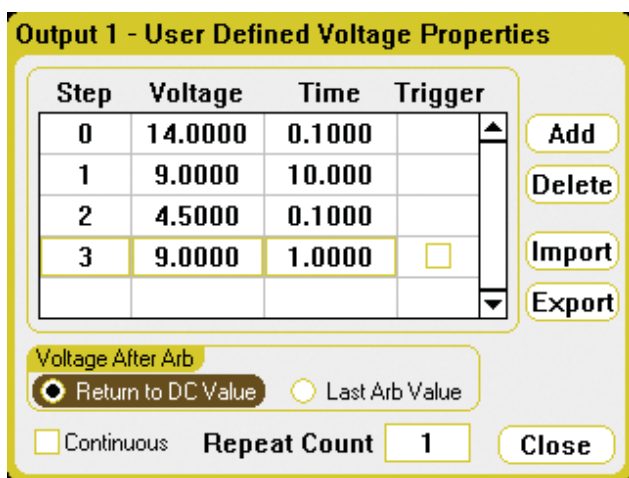 Output 1 - User Defined Voltage Properties
Step Voltage Time Trigger
0 14.0000 0.1000
Add
1 9.0000 10.000
Delete
2 4.5000 0.1000
3 9.0000 1.0000
Import
Export
Voltage After Arb
Return to DC Value Last Arb Value
Continuous Repeat Count 1 Close